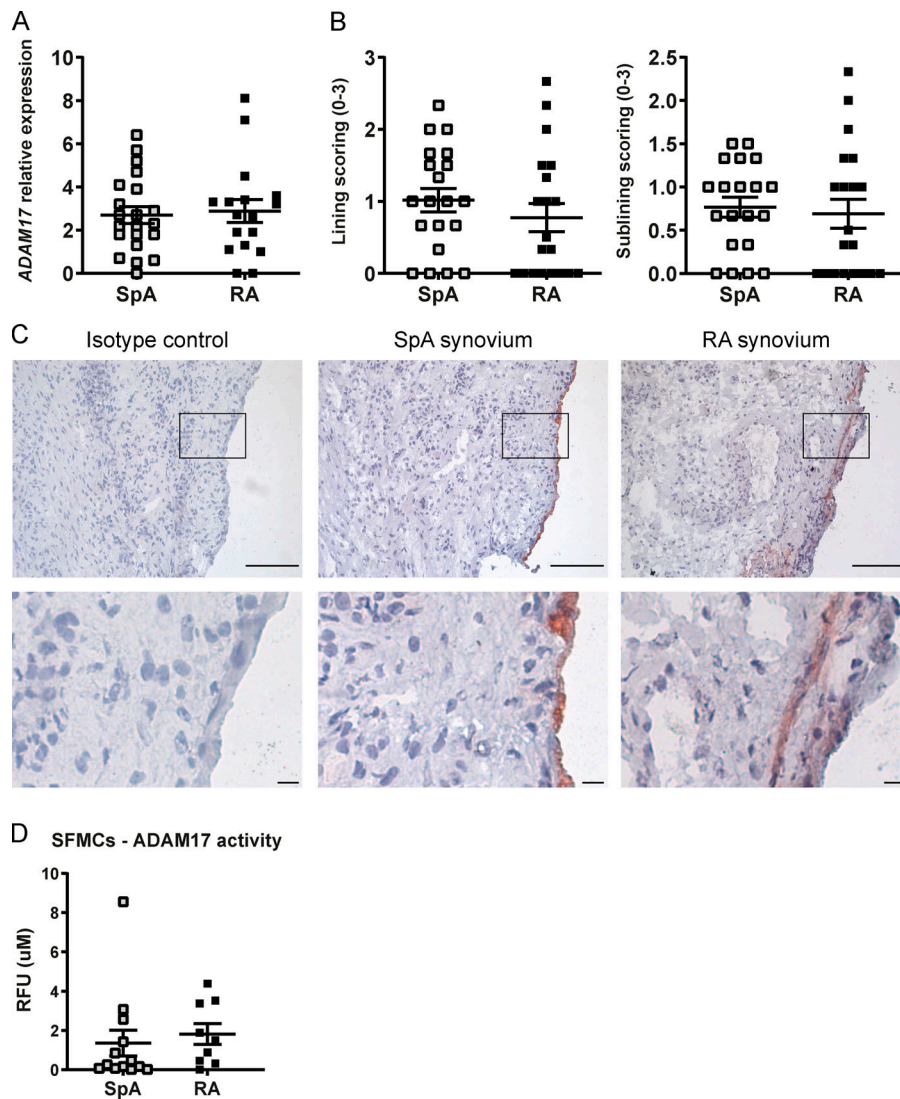 A
ADAM17 relative expression
10
8
6
4
2
0
SpA RA
B
Lining scoring (0-3)
3
2
1
0
SpA RA
Sublining scoring (0-3)
2.5
2.0
1.5
1.0
0.5
0.0
SpA RA
C
Isotype control SpA synovium RA synovium
D
SFMCs - ADAM17 activity
RFU (uM)
10
8
6
4
2
0
SpA RA